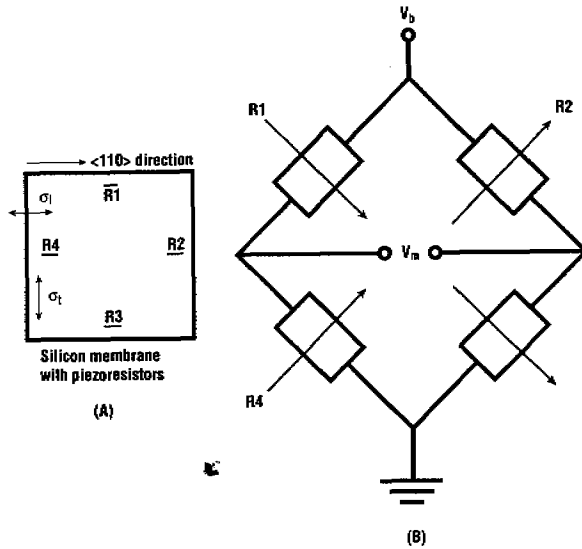 <110> direction
R1
σl
R4
R2
σt
R3
Silicon membrane
with piezoresistors
(A)
Vb
R1
R2
Vm
R4
(B)